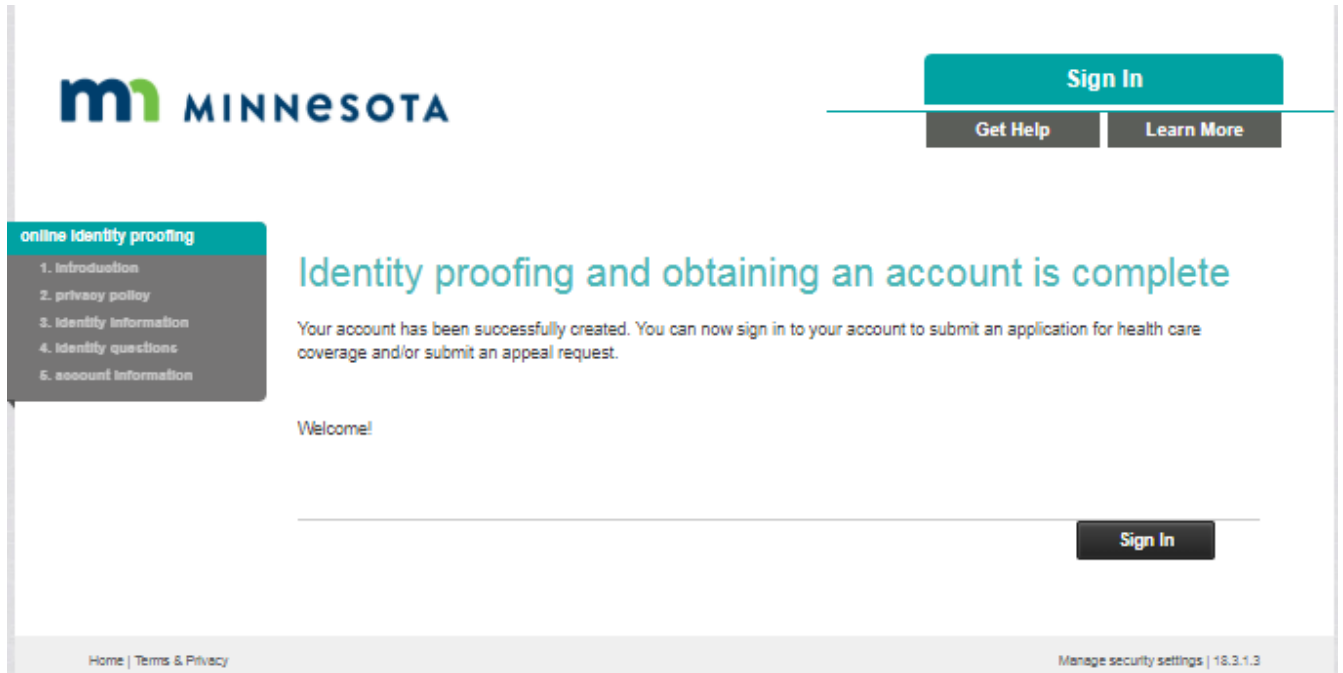 mn MINNESOTA
Sign In
Get Help
Learn More
online identity proofing
1. introduction
2. privacy policy
3. identity information
4. identity questions
5. account information
Identity proofing and obtaining an account is complete
Your account has been successfully created. You can now sign in to your account to submit an application for health care
coverage and/or submit an appeal request.
Welcome!
Sign In
Home | Terms & Privacy
Manage security settings | 18.3.1.3